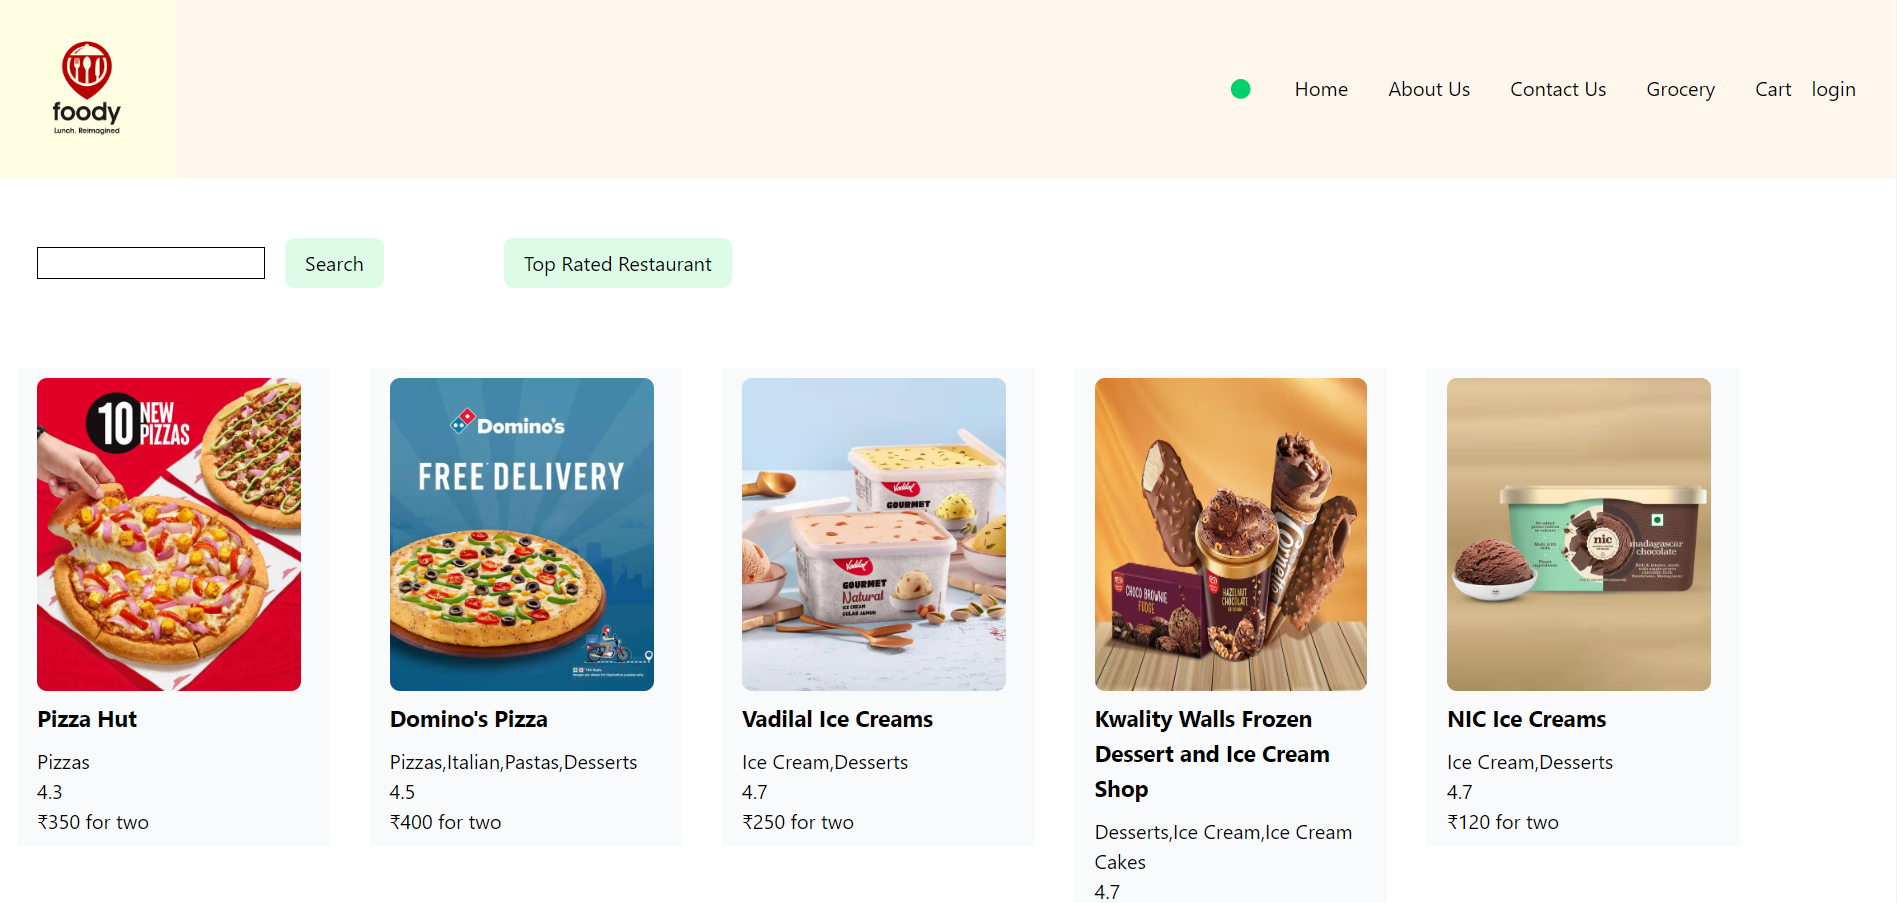 foody
Lunch. Reimagined
Home
About Us
Contact Us
Grocery
Cart
login
Search
Top Rated Restaurant
10 NEW
PIZZAS
Domino's
FREE* DELIVERY
Vadilal
GOURMET
Vadilal
GOURMET
Natural
ICE CREAM
GULAB JAMUN
CHOCO BROWNIE
FUDGE
HAZELNUT
CHOCOLATE
nic
madagascar
chocolate
Pizza Hut
Pizzas
4.3
₹350 for two
Domino's Pizza
Pizzas,Italian,Pastas,Desserts
4.5
₹400 for two
Vadilal Ice Creams
Ice Cream,Desserts
4.7
₹250 for two
Kwality Walls Frozen
Dessert and Ice Cream
Shop
Desserts,Ice Cream,Ice Cream
Cakes
4.7
NIC Ice Creams
Ice Cream,Desserts
4.7
₹120 for two